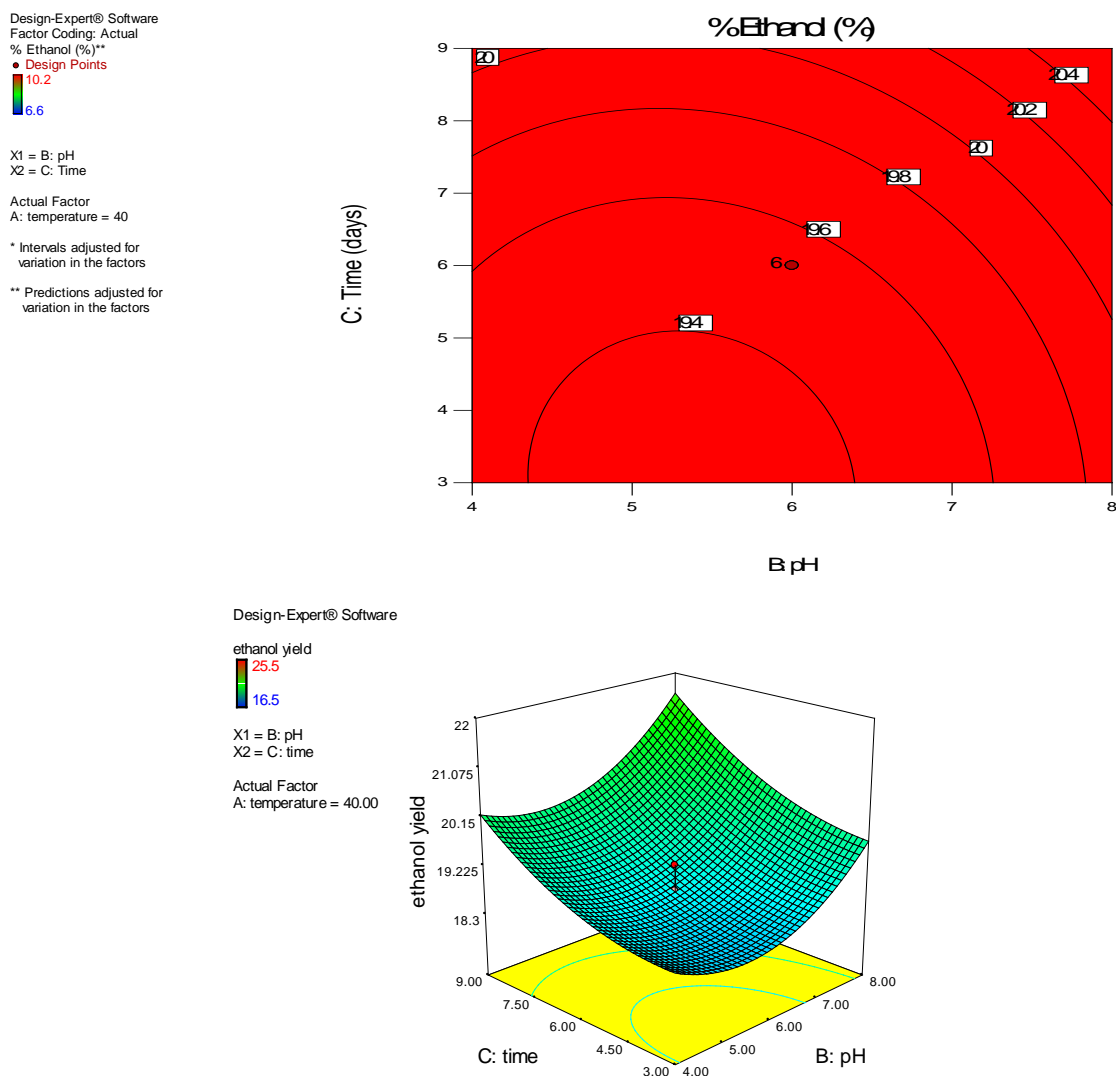 Design-Expert® Software
Factor Coding: Actual
% Ethanol (%)**
Design Points
10.2
6.6
X1 = B: pH
X2 = C: Time
Actual Factor
A: temperature = 40
* Intervals adjusted for
variation in the factors
** Predictions adjusted for
variation in the factors
% Ethanol (%)
C: Time (days)
9
8
7
6
5
4
3
4
5
6
7
8
B: pH
20
20.4
20.2
20
19.8
19.6
6
19.4
Design-Expert® Software
ethanol yield
25.5
16.5
X1 = B: pH
X2 = C: time
Actual Factor
A: temperature = 40.00
ethanol yield
22
21.075
20.15
19.225
18.3
9.00
7.50
6.00
4.50
3.00
4.00
5.00
6.00
7.00
8.00
C: time
B: pH